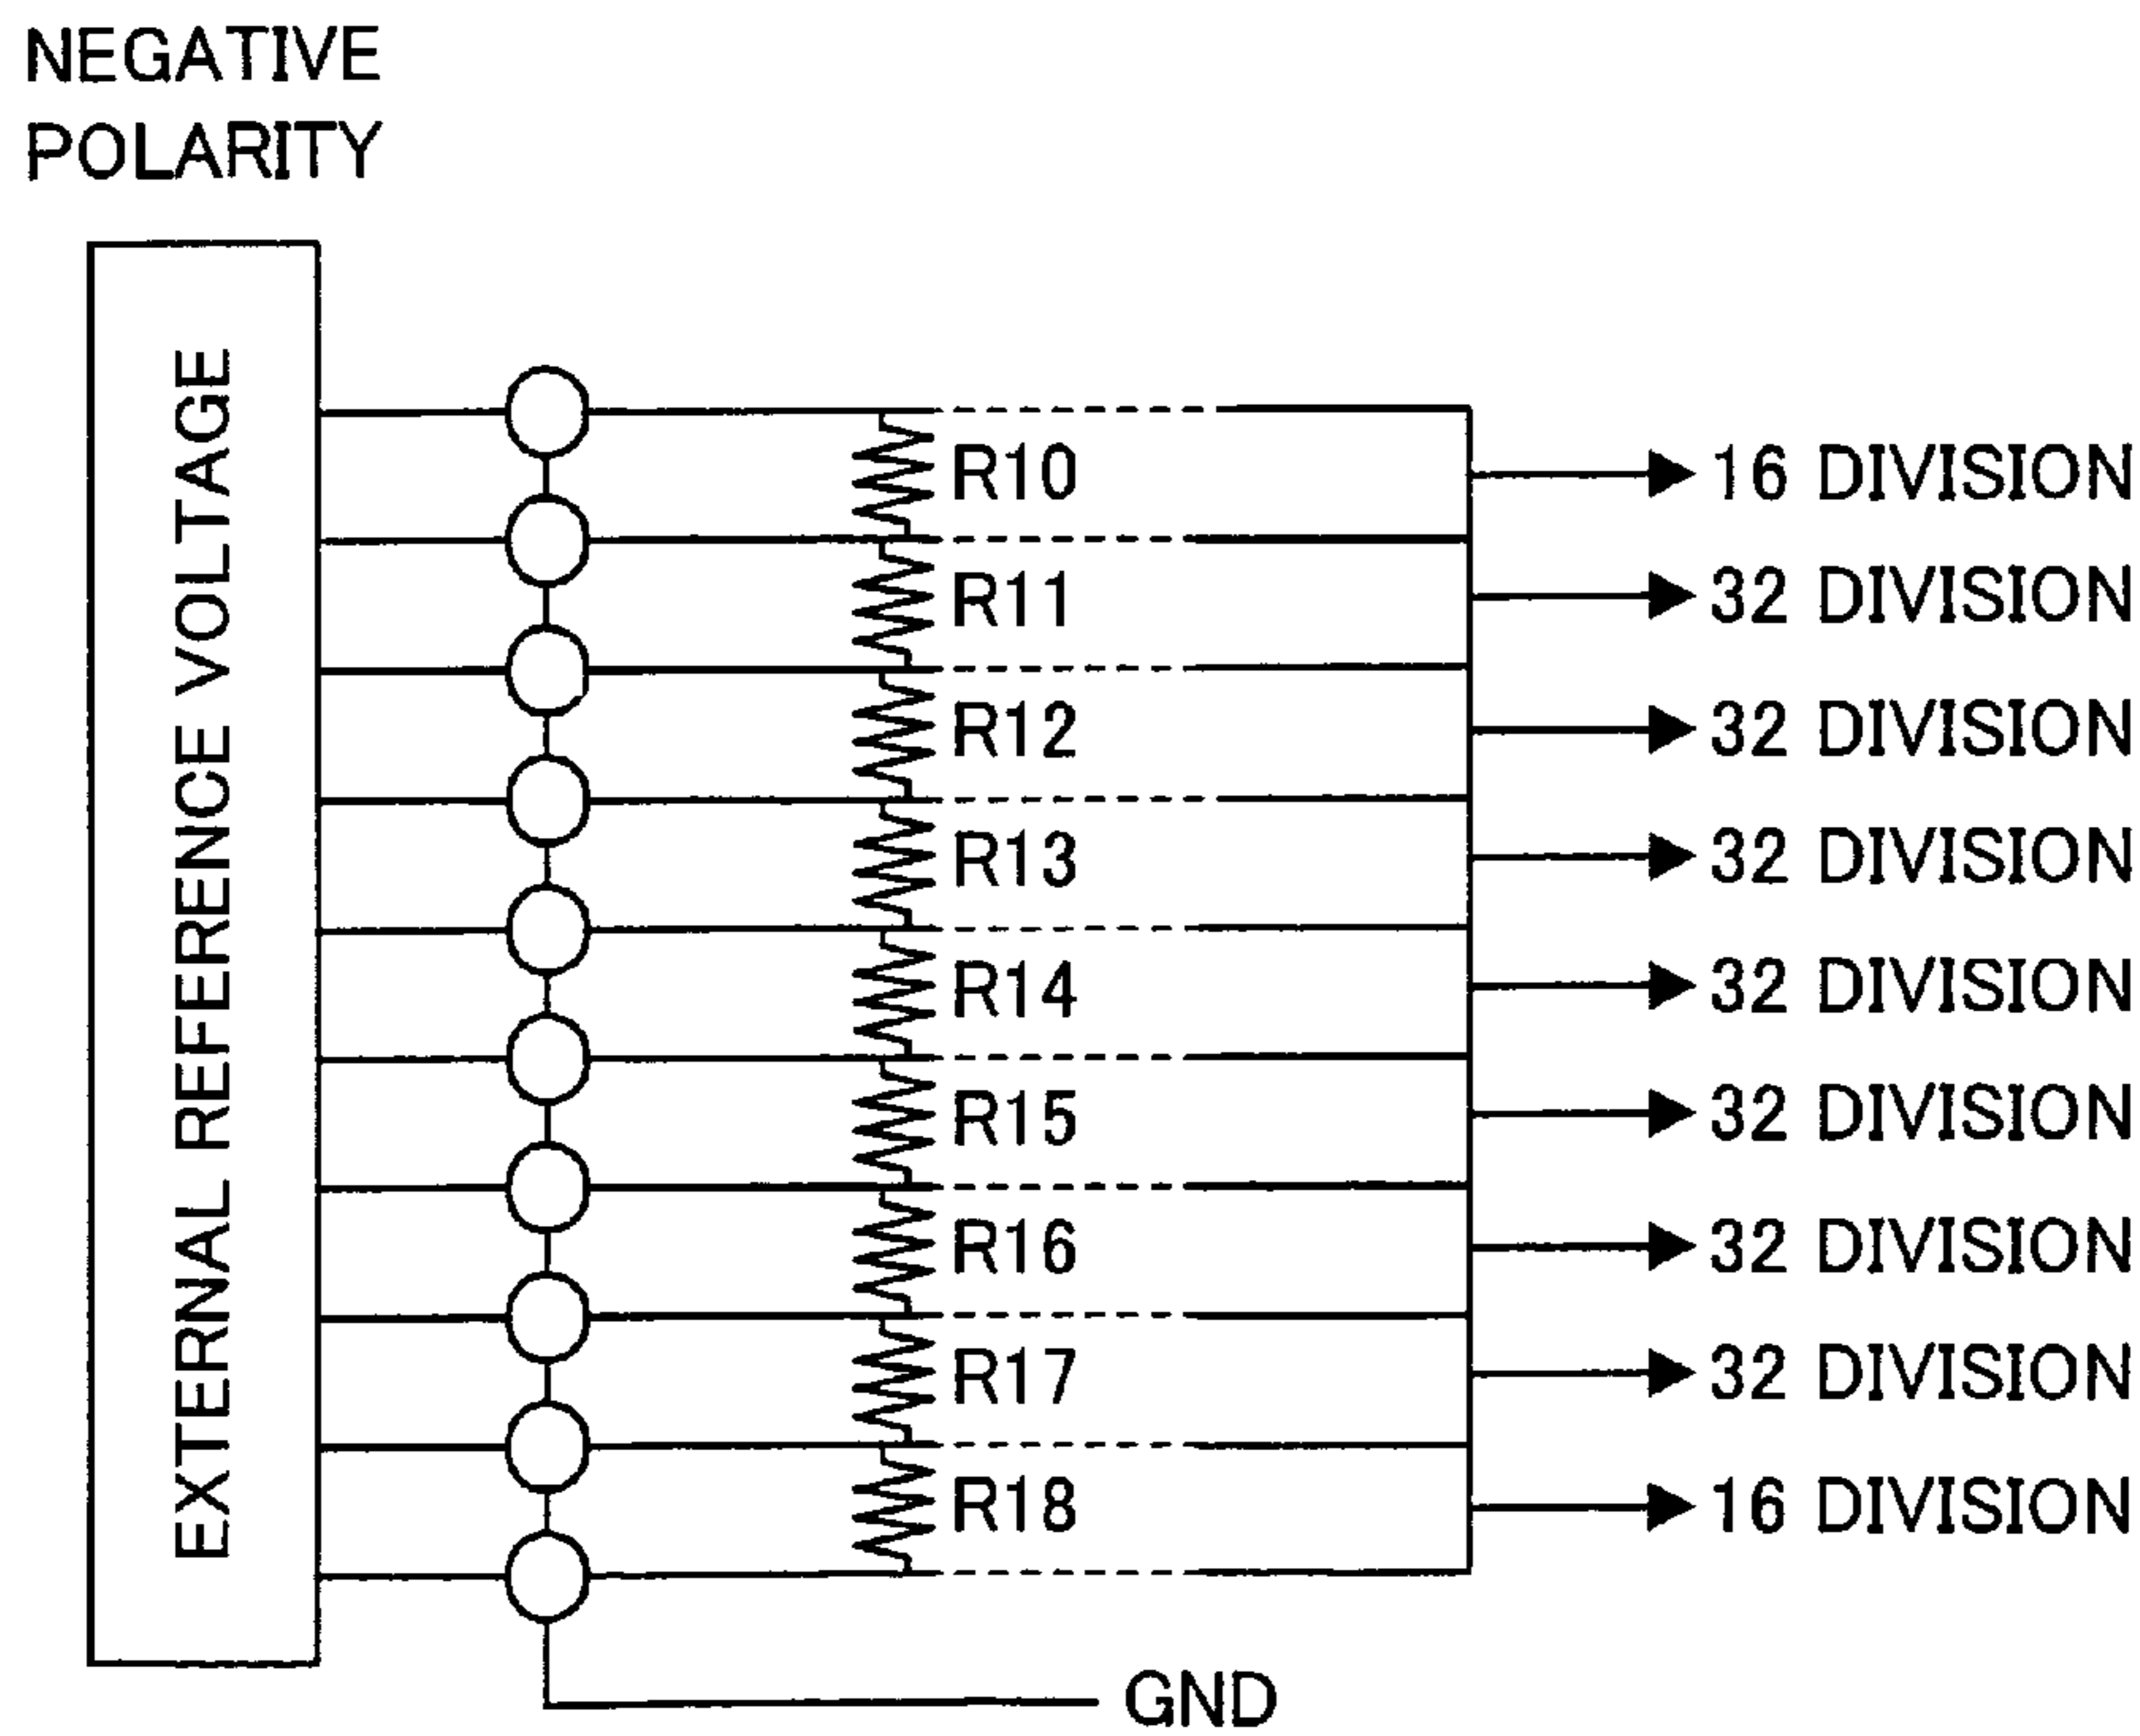 NEGATIVE
POLARITY
EXTERNAL REFERENCE VOLTAGE
R10
16 DIVISION
R11
32 DIVISION
R12
32 DIVISION
R13
32 DIVISION
R14
32 DIVISION
R15
32 DIVISION
R16
32 DIVISION
R17
32 DIVISION
R18
16 DIVISION
GND